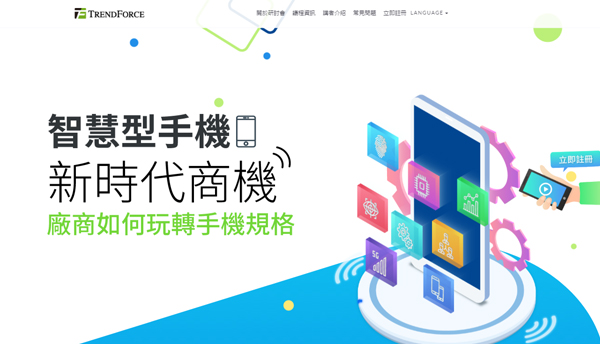 TRENDFORCE
關於研討會 議程資訊 講者介紹 常見問題 立即註冊 LANGUAGE
智慧型手機
新時代商機
廠商如何玩轉手機規格
立即註冊
5G